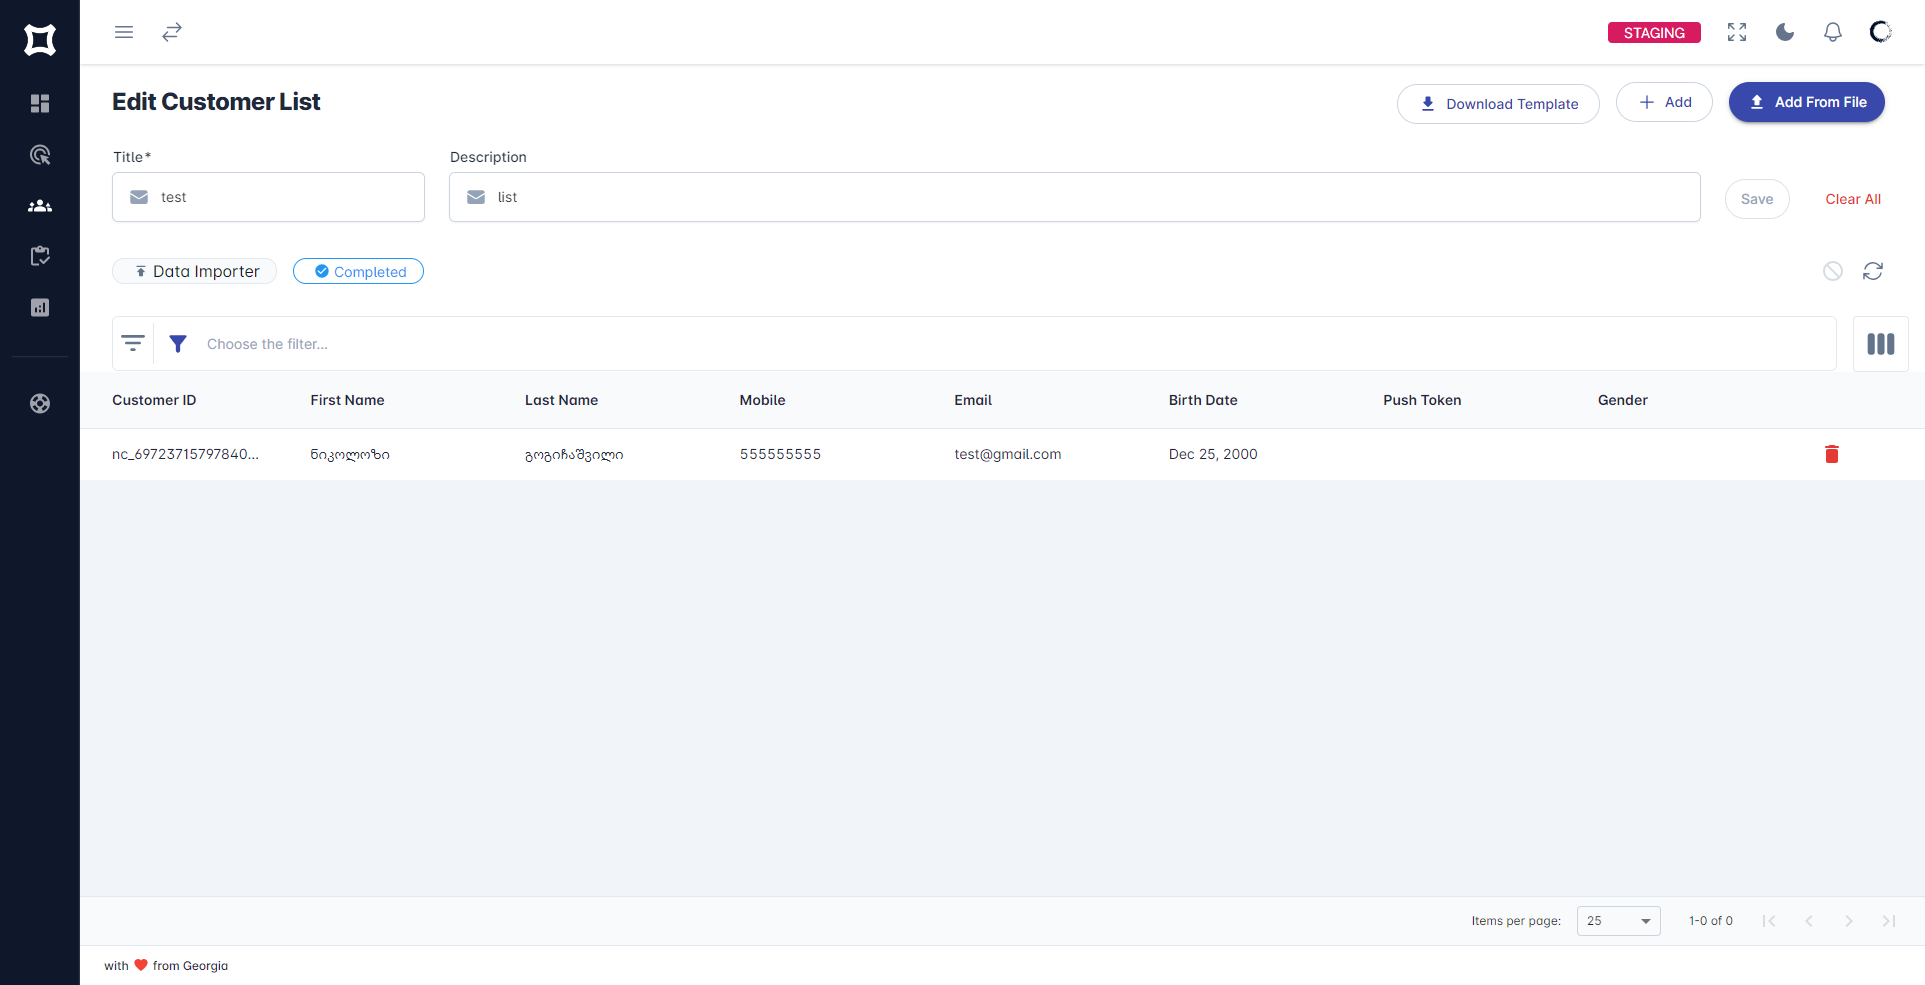 STAGING
Edit Customer List
Download Template
Add
Add From File
Title*
Description
test
list
Save
Clear All
Data Importer
Completed
Choose the filter...
Customer ID First Name Last Name Mobile Email Birth Date Push Token Gender
nc_69723715797840... ნიკოლოზი გოგიჩაშვილი 555555555 test@gmail.com Dec 25, 2000
Items per page: 25 1-0 of 0
with ❤ from Georgia